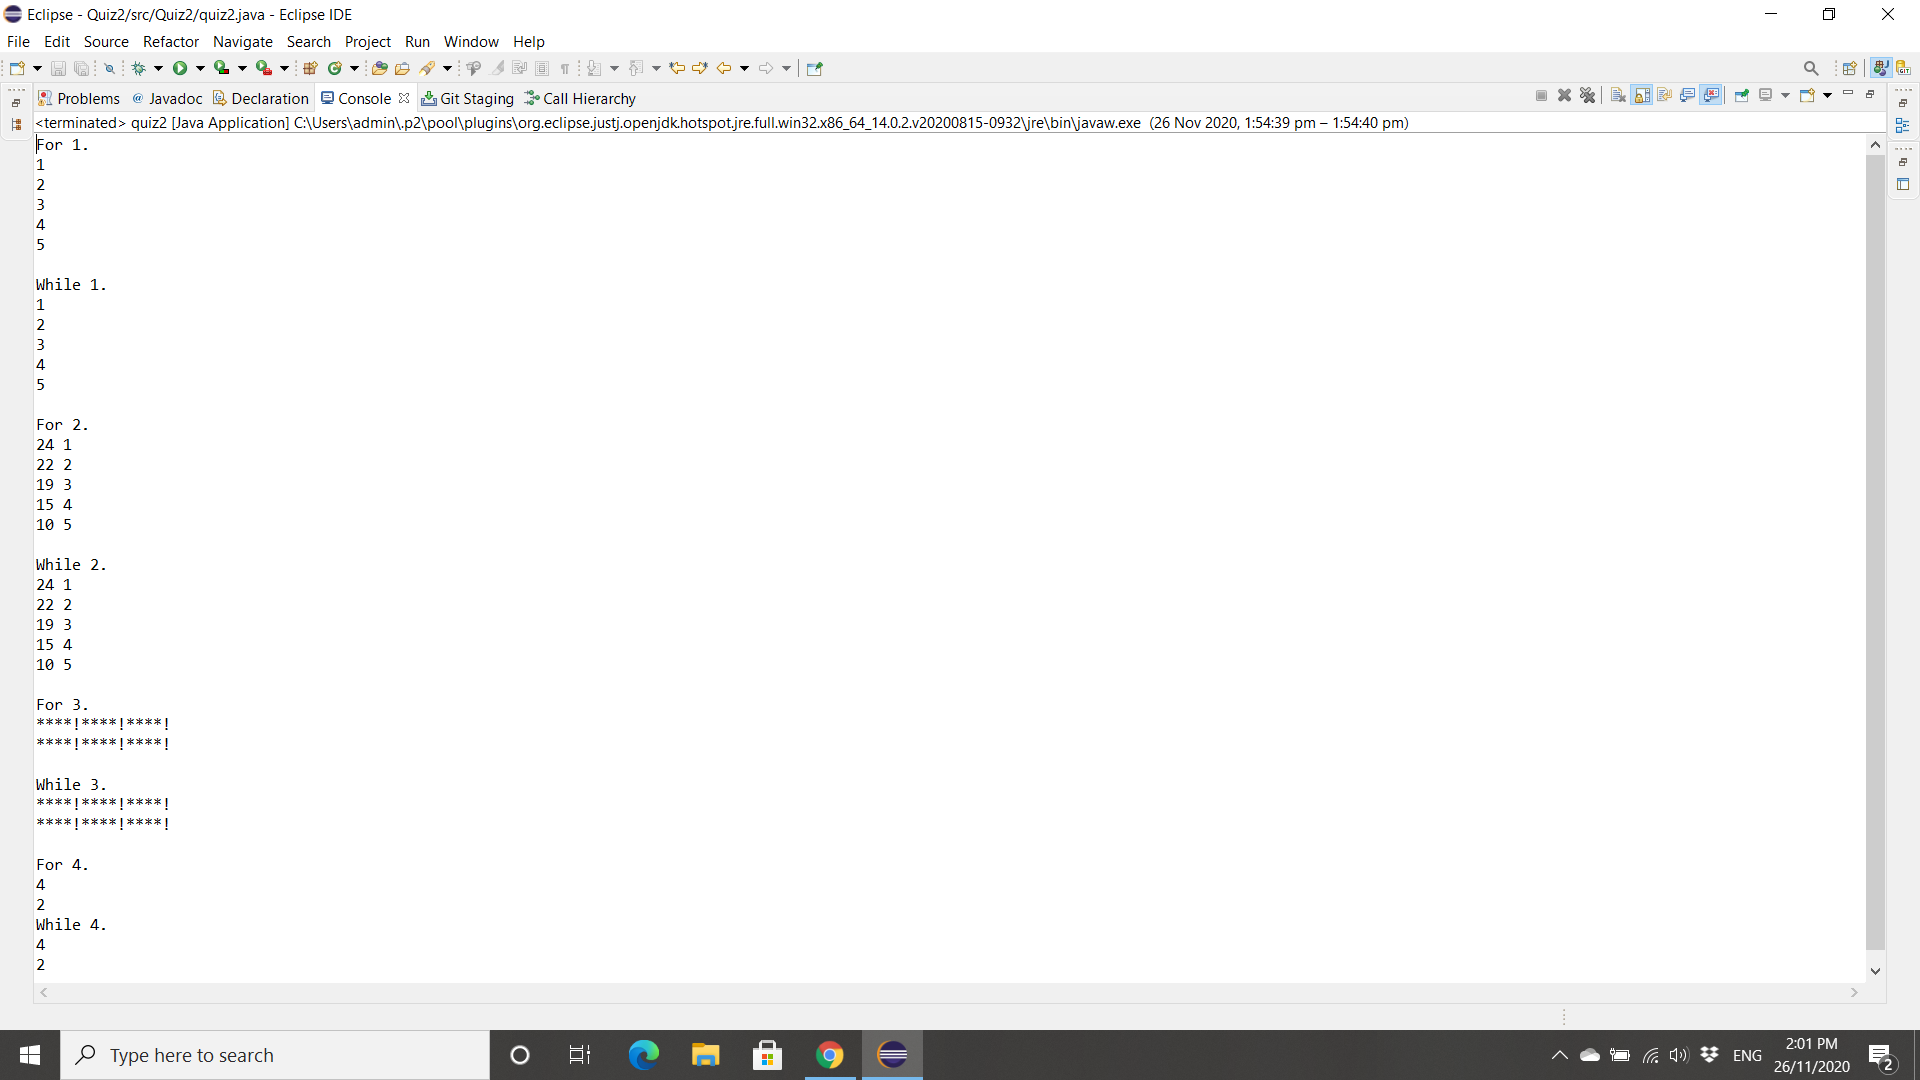 Eclipse - Quiz2/src/Quiz2/quiz2.java - Eclipse IDE
File Edit Source Refactor Navigate Search Project Run Window Help
Problems Javadoc Declaration Console Git Staging Call Hierarchy
<terminated> quiz2 [Java Application] C:\Users\admin\.p2\pool\plugins\org.eclipse.justj.openjdk.hotspot.jre.full.win32.x86_64_14.0.2.v20200815-0932\jre\bin\javaw.exe (26 Nov 2020, 1:54:39 pm – 1:54:40 pm)
For 1.
1
2
3
4
5
While 1.
1
2
3
4
5
For 2.
24 1
22 2
19 3
15 4
10 5
While 2.
24 1
22 2
19 3
15 4
10 5
For 3.
****!****!****!
****!****!****!
While 3.
****!****!****!
****!****!****!
For 4.
4
2
While 4.
4
2
Type here to search
ENG
2:01 PM
26/11/2020
2